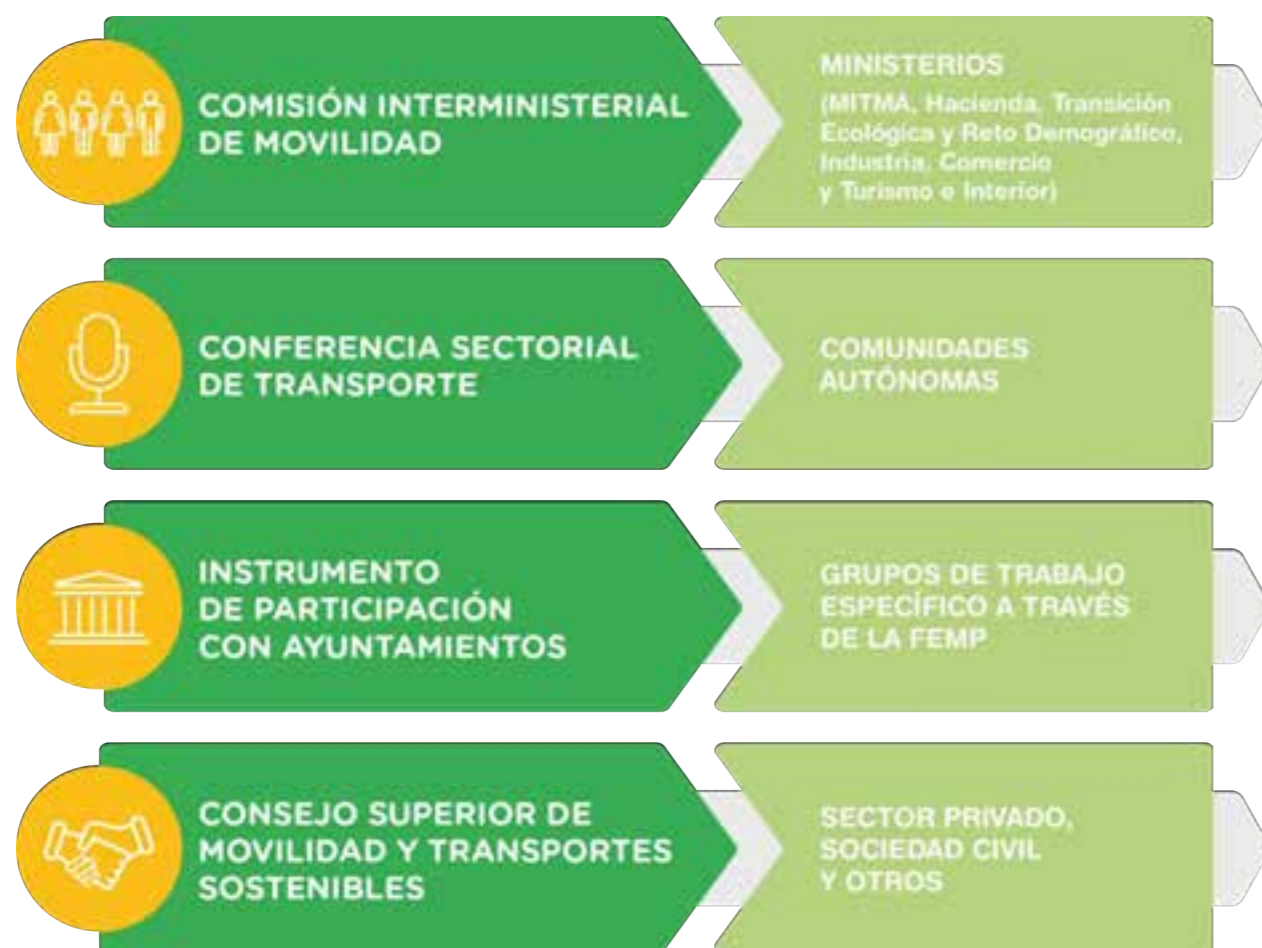 COMISIÓN INTERMINISTERIAL
DE MOVILIDAD
MINISTERIOS
(MITMA, Hacienda, Transición
Ecológica y Reto Demográfico,
Industria, Comercio
y Turismo e Interior)
CONFERENCIA SECTORIAL
DE TRANSPORTE
COMUNIDADES
AUTÓNOMAS
INSTRUMENTO
DE PARTICIPACIÓN
CON AYUNTAMIENTOS
GRUPOS DE TRABAJO
ESPECÍFICO A TRAVÉS
DE LA FEMP
CONSEJO SUPERIOR DE
MOVILIDAD Y TRANSPORTES
SOSTENIBLES
SECTOR PRIVADO,
SOCIEDAD CIVIL
Y OTROS